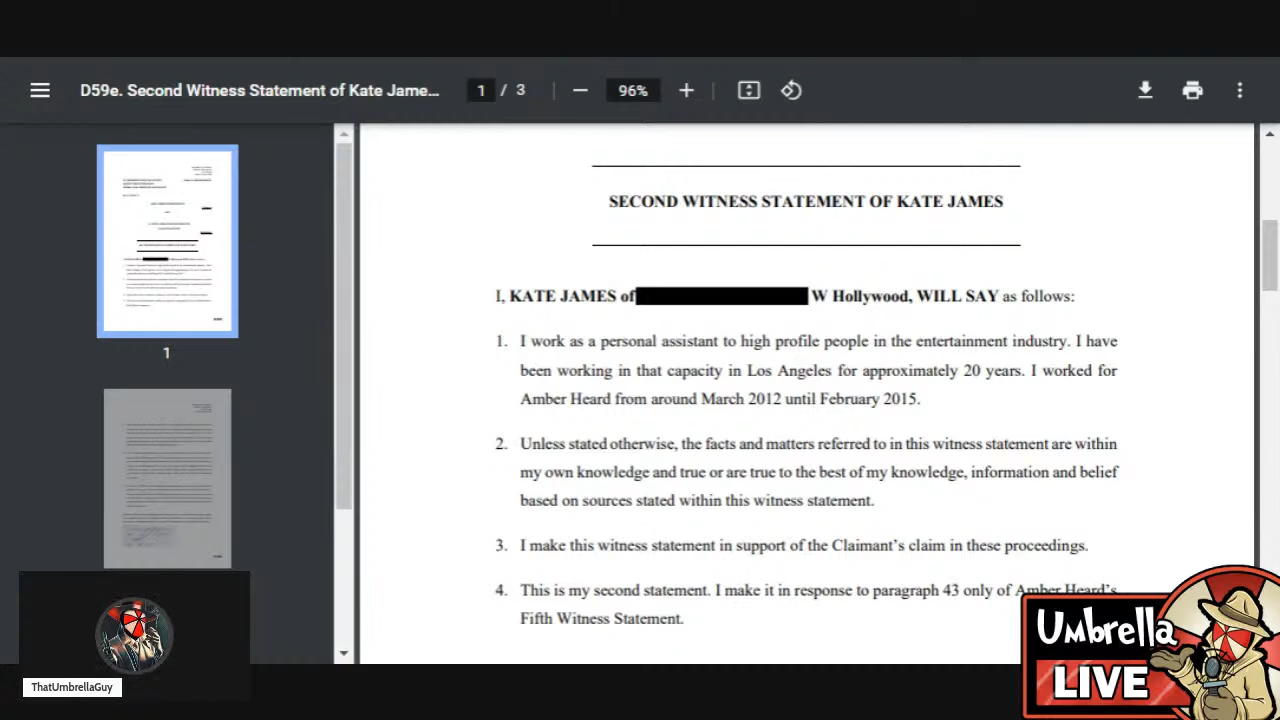 D59e. Second Witness Statement of Kate Jame...
1 / 3
96%
SECOND WITNESS STATEMENT OF KATE JAMES
I, KATE JAMES of W Hollywood, WILL SAY as follows:
1. I work as a personal assistant to high profile people in the entertainment industry. I have
been working in that capacity in Los Angeles for approximately 20 years. I worked for
Amber Heard from around March 2012 until February 2015.
2. Unless stated otherwise, the facts and matters referred to in this witness statement are within
my own knowledge and true or are true to the best of my knowledge, information and belief
based on sources stated within this witness statement.
3. I make this witness statement in support of the Claimant's claim in these proceedings.
4. This is my second statement. I make it in response to paragraph 43 only of Amber Heard's
Fifth Witness Statement.
1
ThatUmbrellaGuy
Umbrella
LIVE